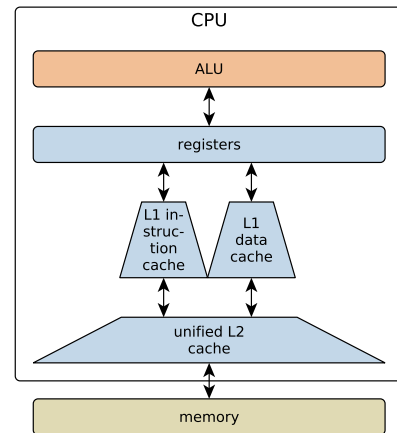 CPU
ALU
registers
L1 in-
struc-
tion
cache
L1
data
cache
unified L2
cache
memory